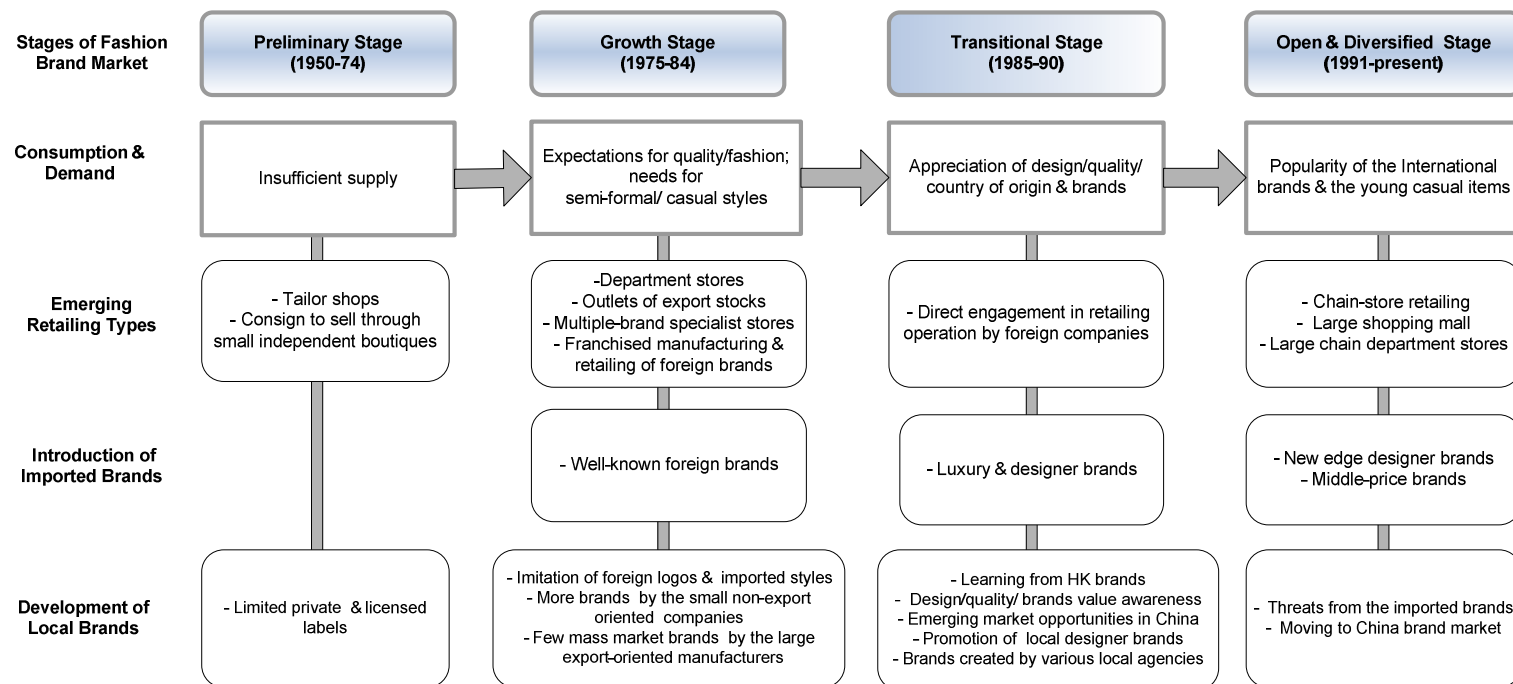 Stages of Fashion
Brand Market
Preliminary Stage
(1950-74)
Growth Stage
(1975-84)
Transitional Stage
(1985-90)
Open & Diversified Stage
(1991-present)
Consumption &
Demand
Insufficient supply
Expectations for quality/fashion;
needs for
semi-formal/ casual styles
Appreciation of design/quality/
country of origin & brands
Popularity of the International
brands & the young casual items
Emerging
Retailing Types
- Tailor shops
- Consign to sell through
small independent boutiques
-Department stores
- Outlets of export stocks
- Multiple-brand specialist stores
- Franchised manufacturing &
retailing of foreign brands
- Direct engagement in retailing
operation by foreign companies
- Chain-store retailing
- Large shopping mall
- Large chain department stores
Introduction of
Imported Brands
- Well-known foreign brands
- Luxury & designer brands
- New edge designer brands
- Middle-price brands
Development of
Local Brands
- Limited private & licensed
labels
- Imitation of foreign logos & imported styles
- More brands by the small non-export
oriented companies
- Few mass market brands by the large
export-oriented manufacturers
- Learning from HK brands
- Design/quality/ brands value awareness
- Emerging market opportunities in China
- Promotion of local designer brands
- Brands created by various local agencies
- Threats from the imported brands
- Moving to China brand market